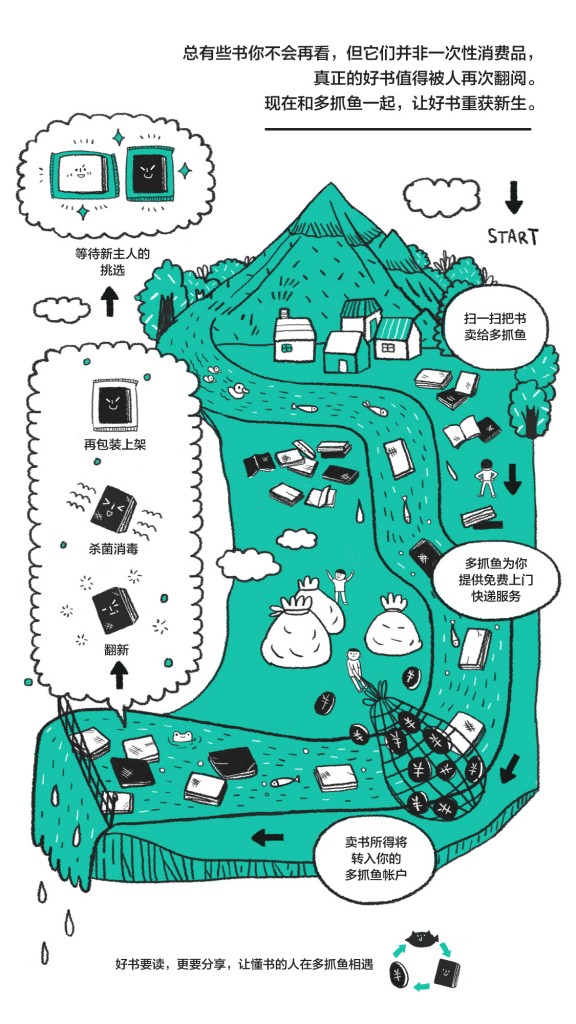 总有些书你不会再看，但它们并非一次性消费品，
真正的好书值得被人再次翻阅。
现在和多抓鱼一起，让好书重获新生。
START
扫一扫把书
卖给多抓鱼
多抓鱼为你
提供免费上门
快递服务
卖书所得将
转入你的
多抓鱼帐户
翻新
杀菌消毒
再包装上架
等待新主人的
挑选
好书要读，更要分享，让懂书的人在多抓鱼相遇